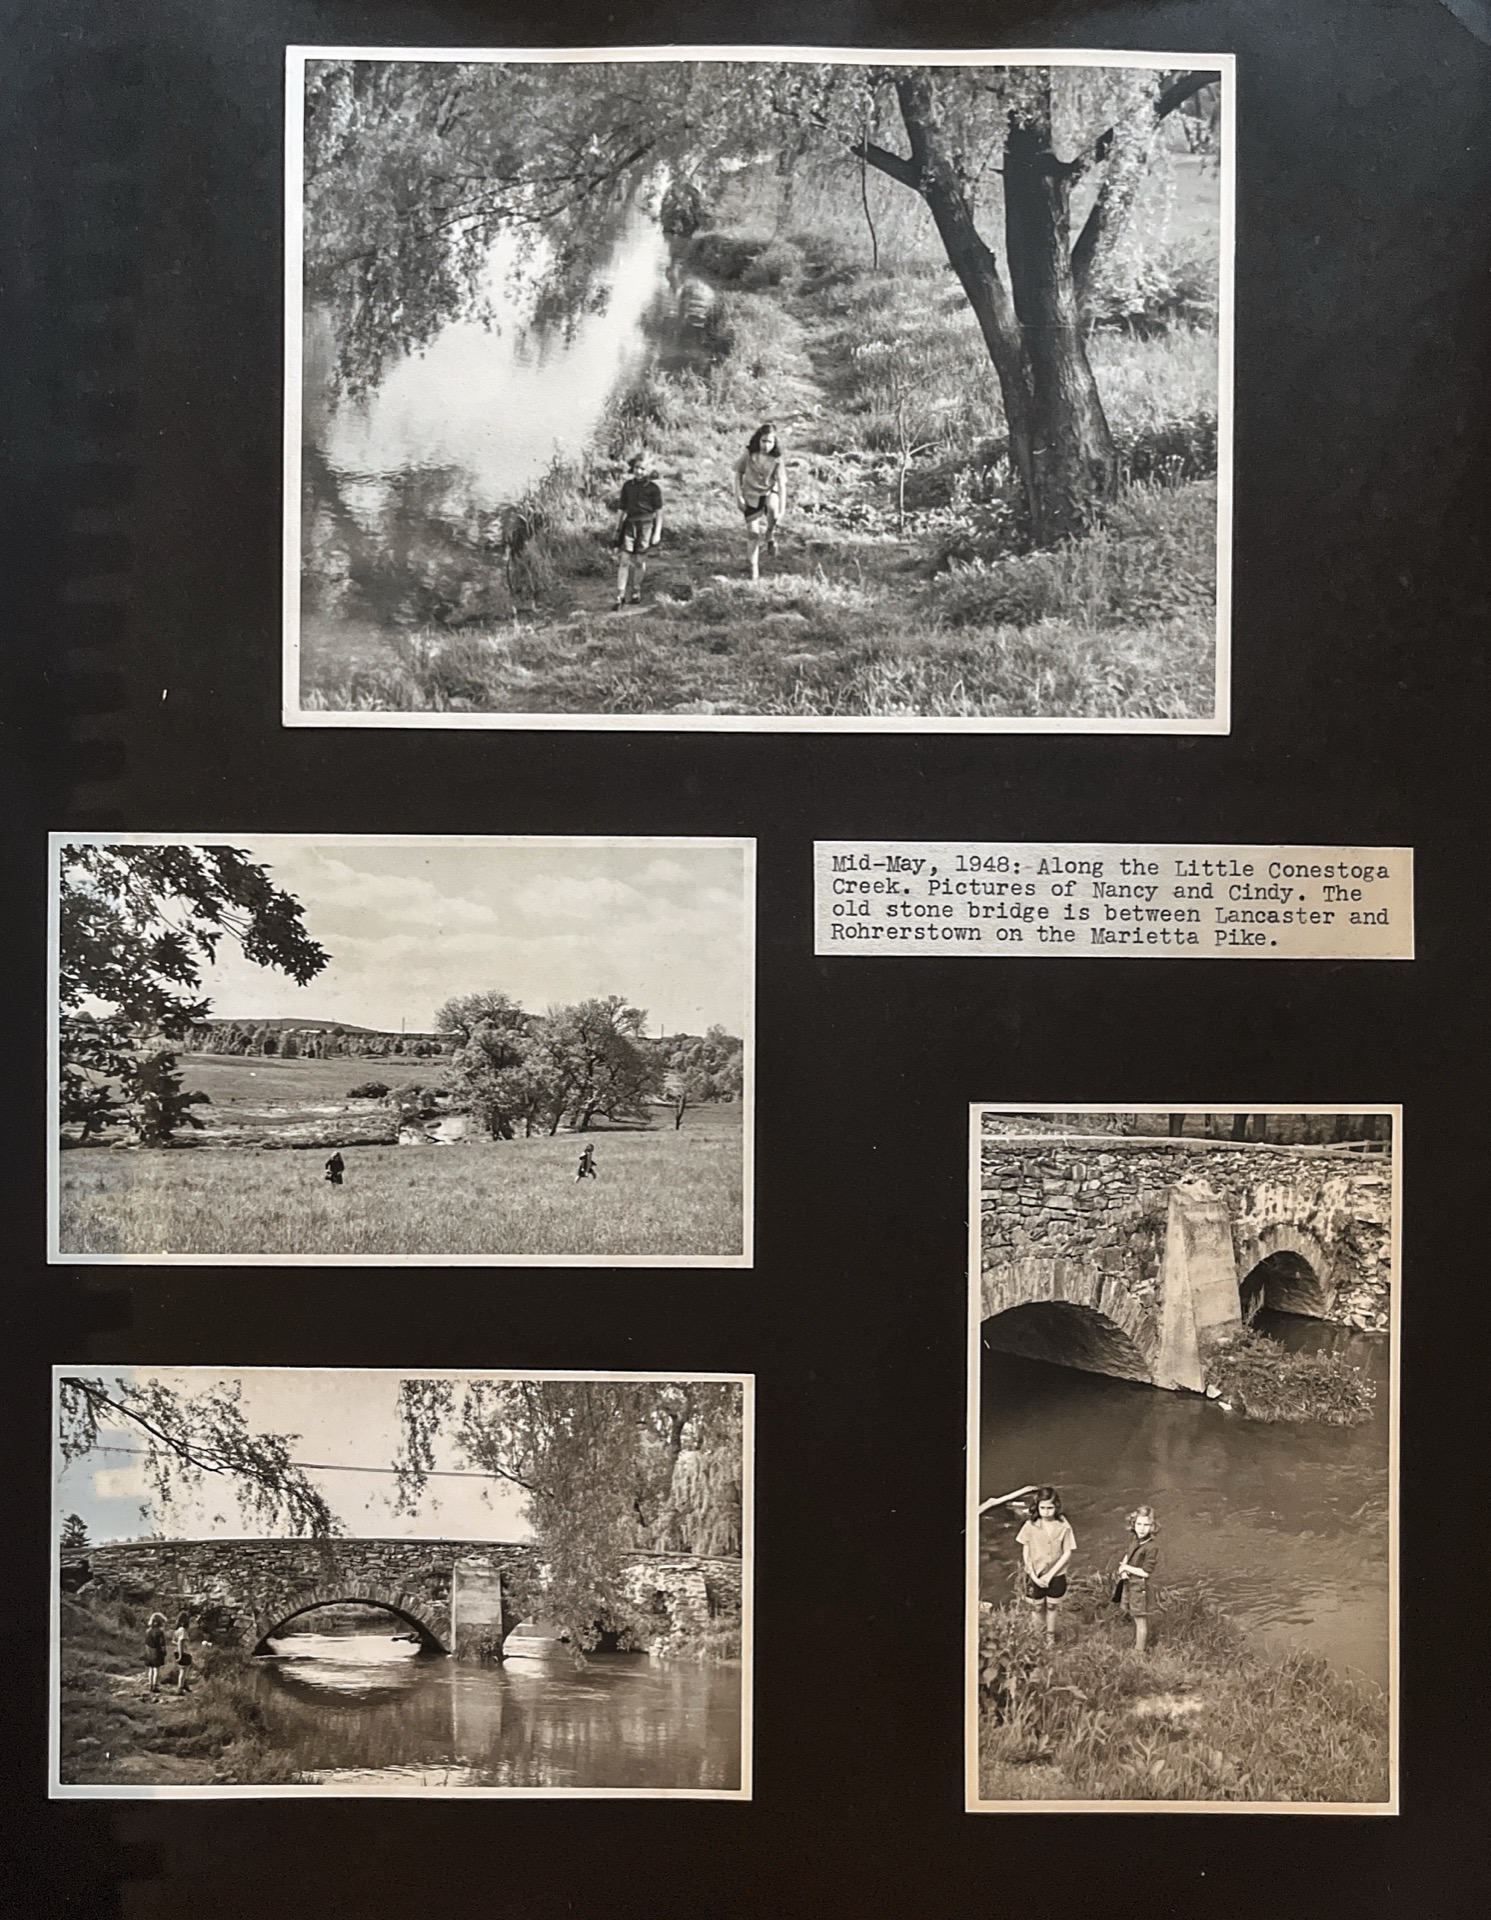 Mid-May, 1948: Along the Little Conestoga
Creek. Pictures of Nancy and Cindy. The
old stone bridge is between Lancaster and
Rohrerstown on the Marietta Pike.